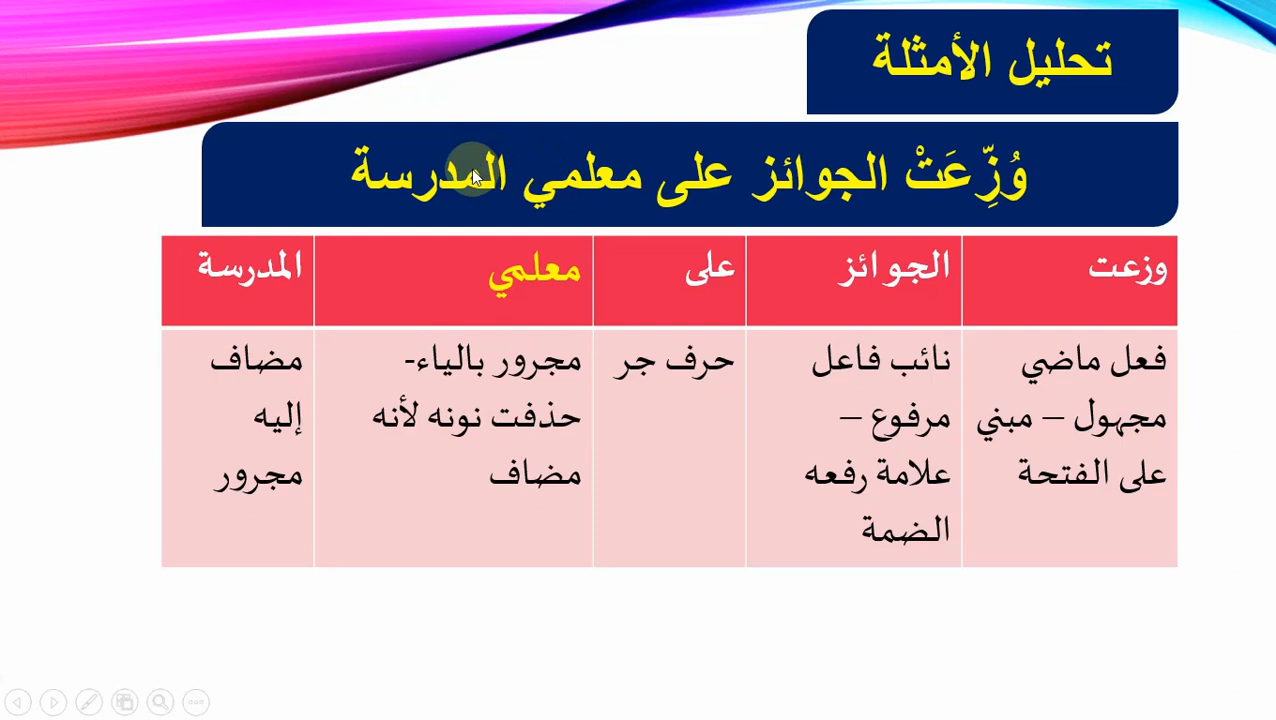 تحليل الأمثلة
وُزِّعَتْ الجوائز على معلمي المدرسة
وزعت
الجوائز
على
معلمي
المدرسة
فعل ماضي
مجهول – مبني
على الفتحة
نائب فاعل
مرفوع –
علامة رفعه
الضمة
حرف جر
مجرور بالياء-
حذفت نونه لأنه
مضاف
مضاف
إليه
مجرور